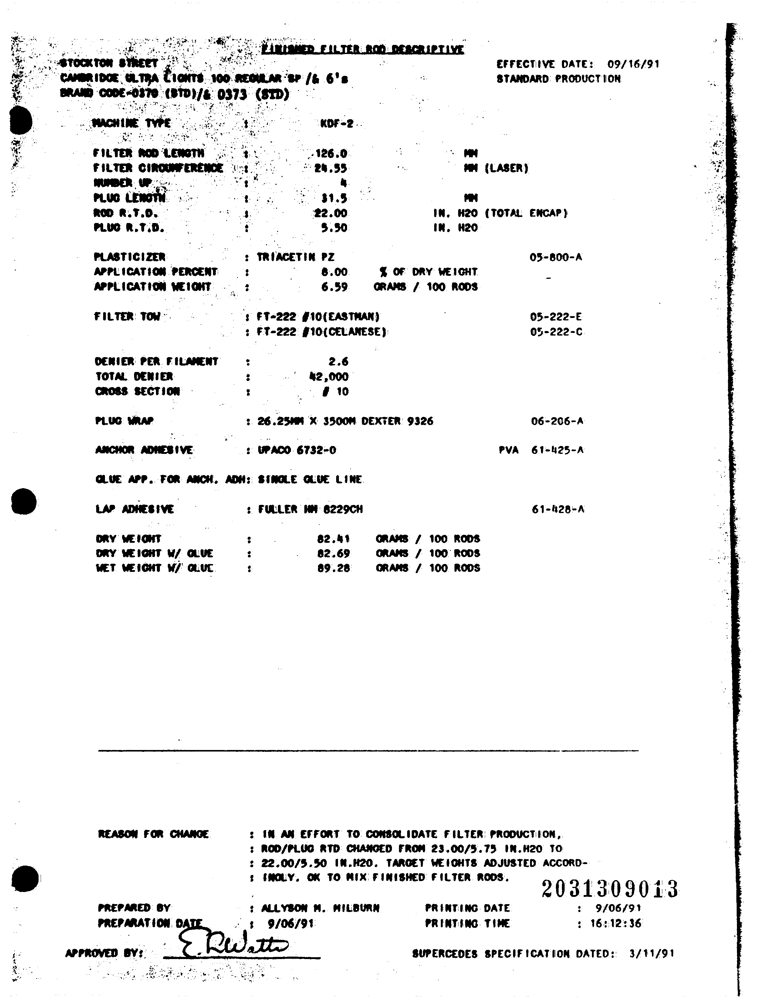 FINISHED FILTER ROD DESCRIPTIVE
STOCKTON STREET EFFECTIVE DATE: 09/16/91
CAMBRIDGE ULTRA LIGHTS 100 REGULAR SP /& 6's STANDARD PRODUCTION
BRAND CODE-0370 (STD)/& 0373 (STD)
MACHINE TYPE : KDF-2
FILTER ROD LENGTH : 126.0 MM
FILTER CIRCUMFERENCE : 24.55 MM (LASER)
NUMBER UP : 4
PLUG LENGTH : 31.5 MM
ROD R.T.D. : 22.00 IN. H2O (TOTAL ENCAP)
PLUG R.T.D. : 5.50 IN. H2O
PLASTICIZER : TRIACETIN PZ 05-800-A
APPLICATION PERCENT : 8.00 % OF DRY WEIGHT
APPLICATION WEIGHT : 6.59 GRAMS / 100 RODS
FILTER TOW : FT-222 #10(EASTMAN) 05-222-E
: FT-222 #10(CELANESE) 05-222-C
DENIER PER FILAMENT : 2.6
TOTAL DENIER : 42,000
CROSS SECTION : # 10
PLUG WRAP : 26.25MM X 3500M DEXTER 9326 06-206-A
ANCHOR ADHESIVE : UPACO 6732-0 PVA 61-425-A
GLUE APP. FOR ANCH. ADH: SINGLE GLUE LINE
LAP ADHESIVE : FULLER HM 8229CH 61-428-A
DRY WEIGHT : 82.41 GRAMS / 100 RODS
DRY WEIGHT W/ GLUE : 82.69 GRAMS / 100 RODS
WET WEIGHT W/ GLUE : 89.28 GRAMS / 100 RODS
REASON FOR CHANGE : IN AN EFFORT TO CONSOLIDATE FILTER PRODUCTION,
: ROD/PLUG RTD CHANGED FROM 23.00/5.75 IN.H2O TO
: 22.00/5.50 IN.H2O. TARGET WEIGHTS ADJUSTED ACCORD-
: INGLY. OK TO MIX FINISHED FILTER RODS.
2031309013
PREPARED BY : ALLYSON M. MILBURN PRINTING DATE : 9/06/91
PREPARATION DATE : 9/06/91 PRINTING TIME : 16:12:36
APPROVED BY: E. R. Watts SUPERCEDES SPECIFICATION DATED: 3/11/91